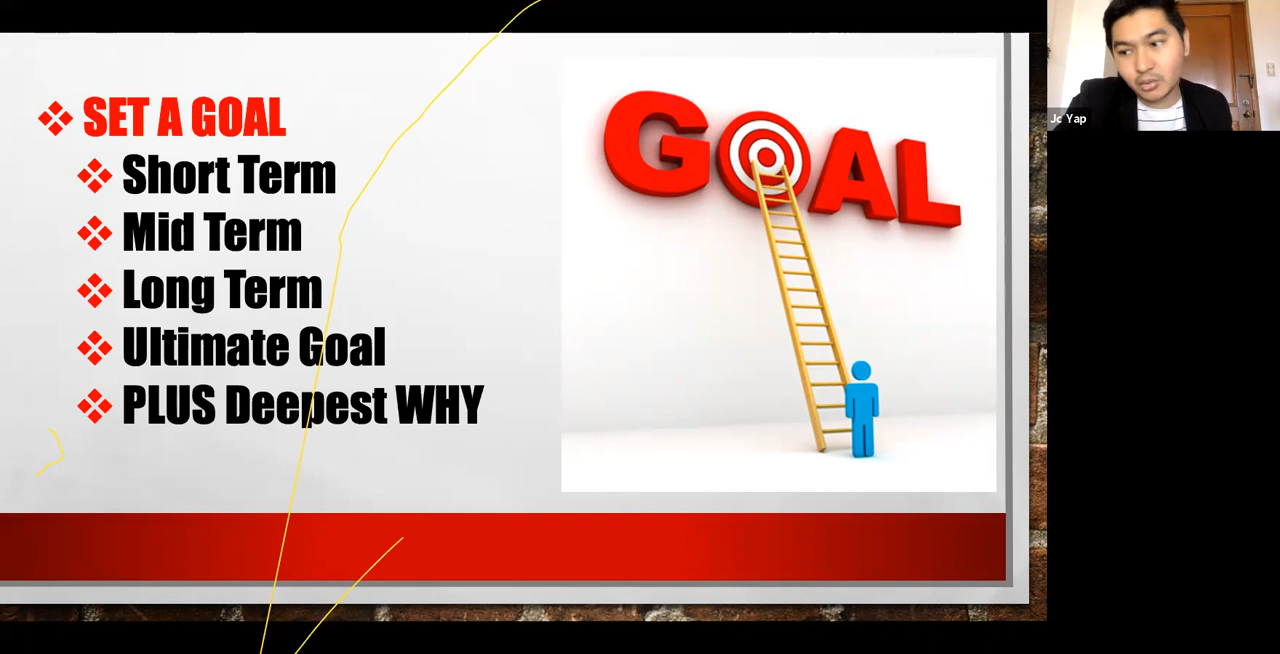 SET A GOAL
Short Term
Mid Term
Long Term
Ultimate Goal
PLUS Deepest WHY
GOAL
Jc Yap